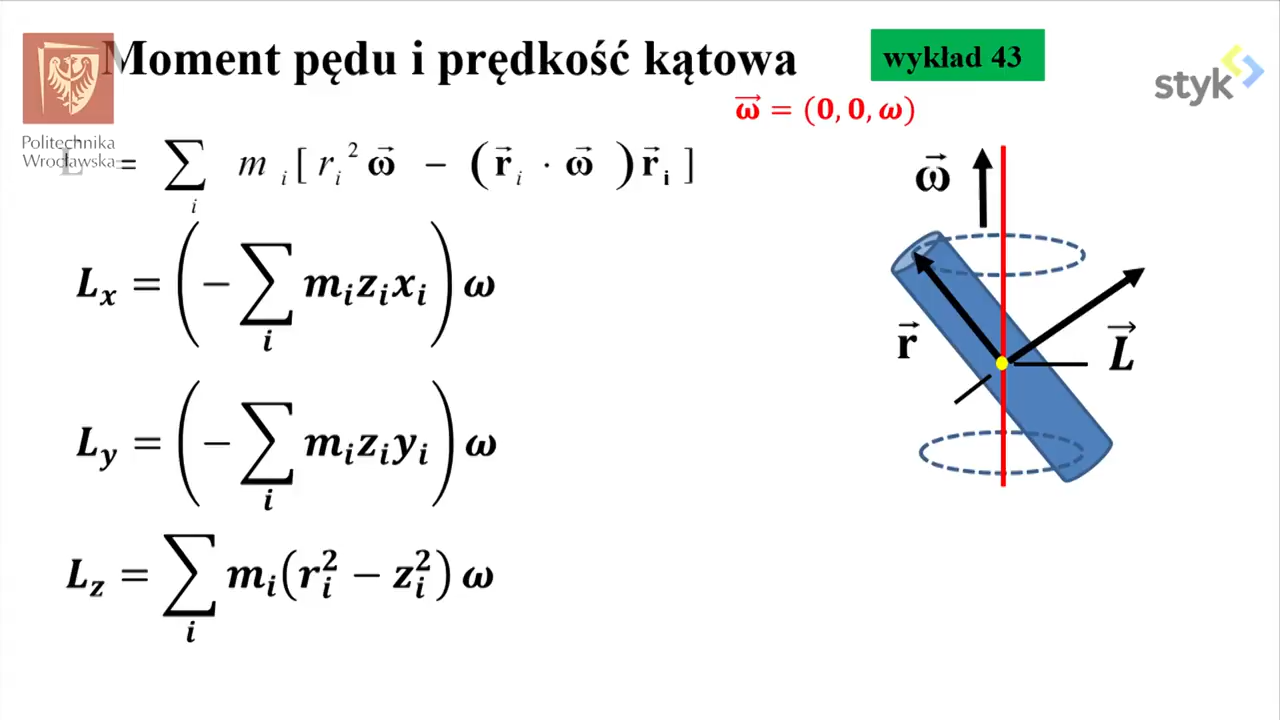 Moment pędu i prędkość kątowa
wykład 43
styk
Politechnika
Wrocławska
ω⃗ = (0, 0, ω)
L⃗ = ∑ᵢ mᵢ [ rᵢ² ω⃗ − ( r⃗ᵢ · ω⃗ ) r⃗ᵢ ]
Lₓ = ( − ∑ᵢ mᵢzᵢxᵢ ) ω
L_y = ( − ∑ᵢ mᵢzᵢyᵢ ) ω
L_z = ∑ᵢ mᵢ(rᵢ² − zᵢ²) ω
ω⃗
r⃗
L⃗